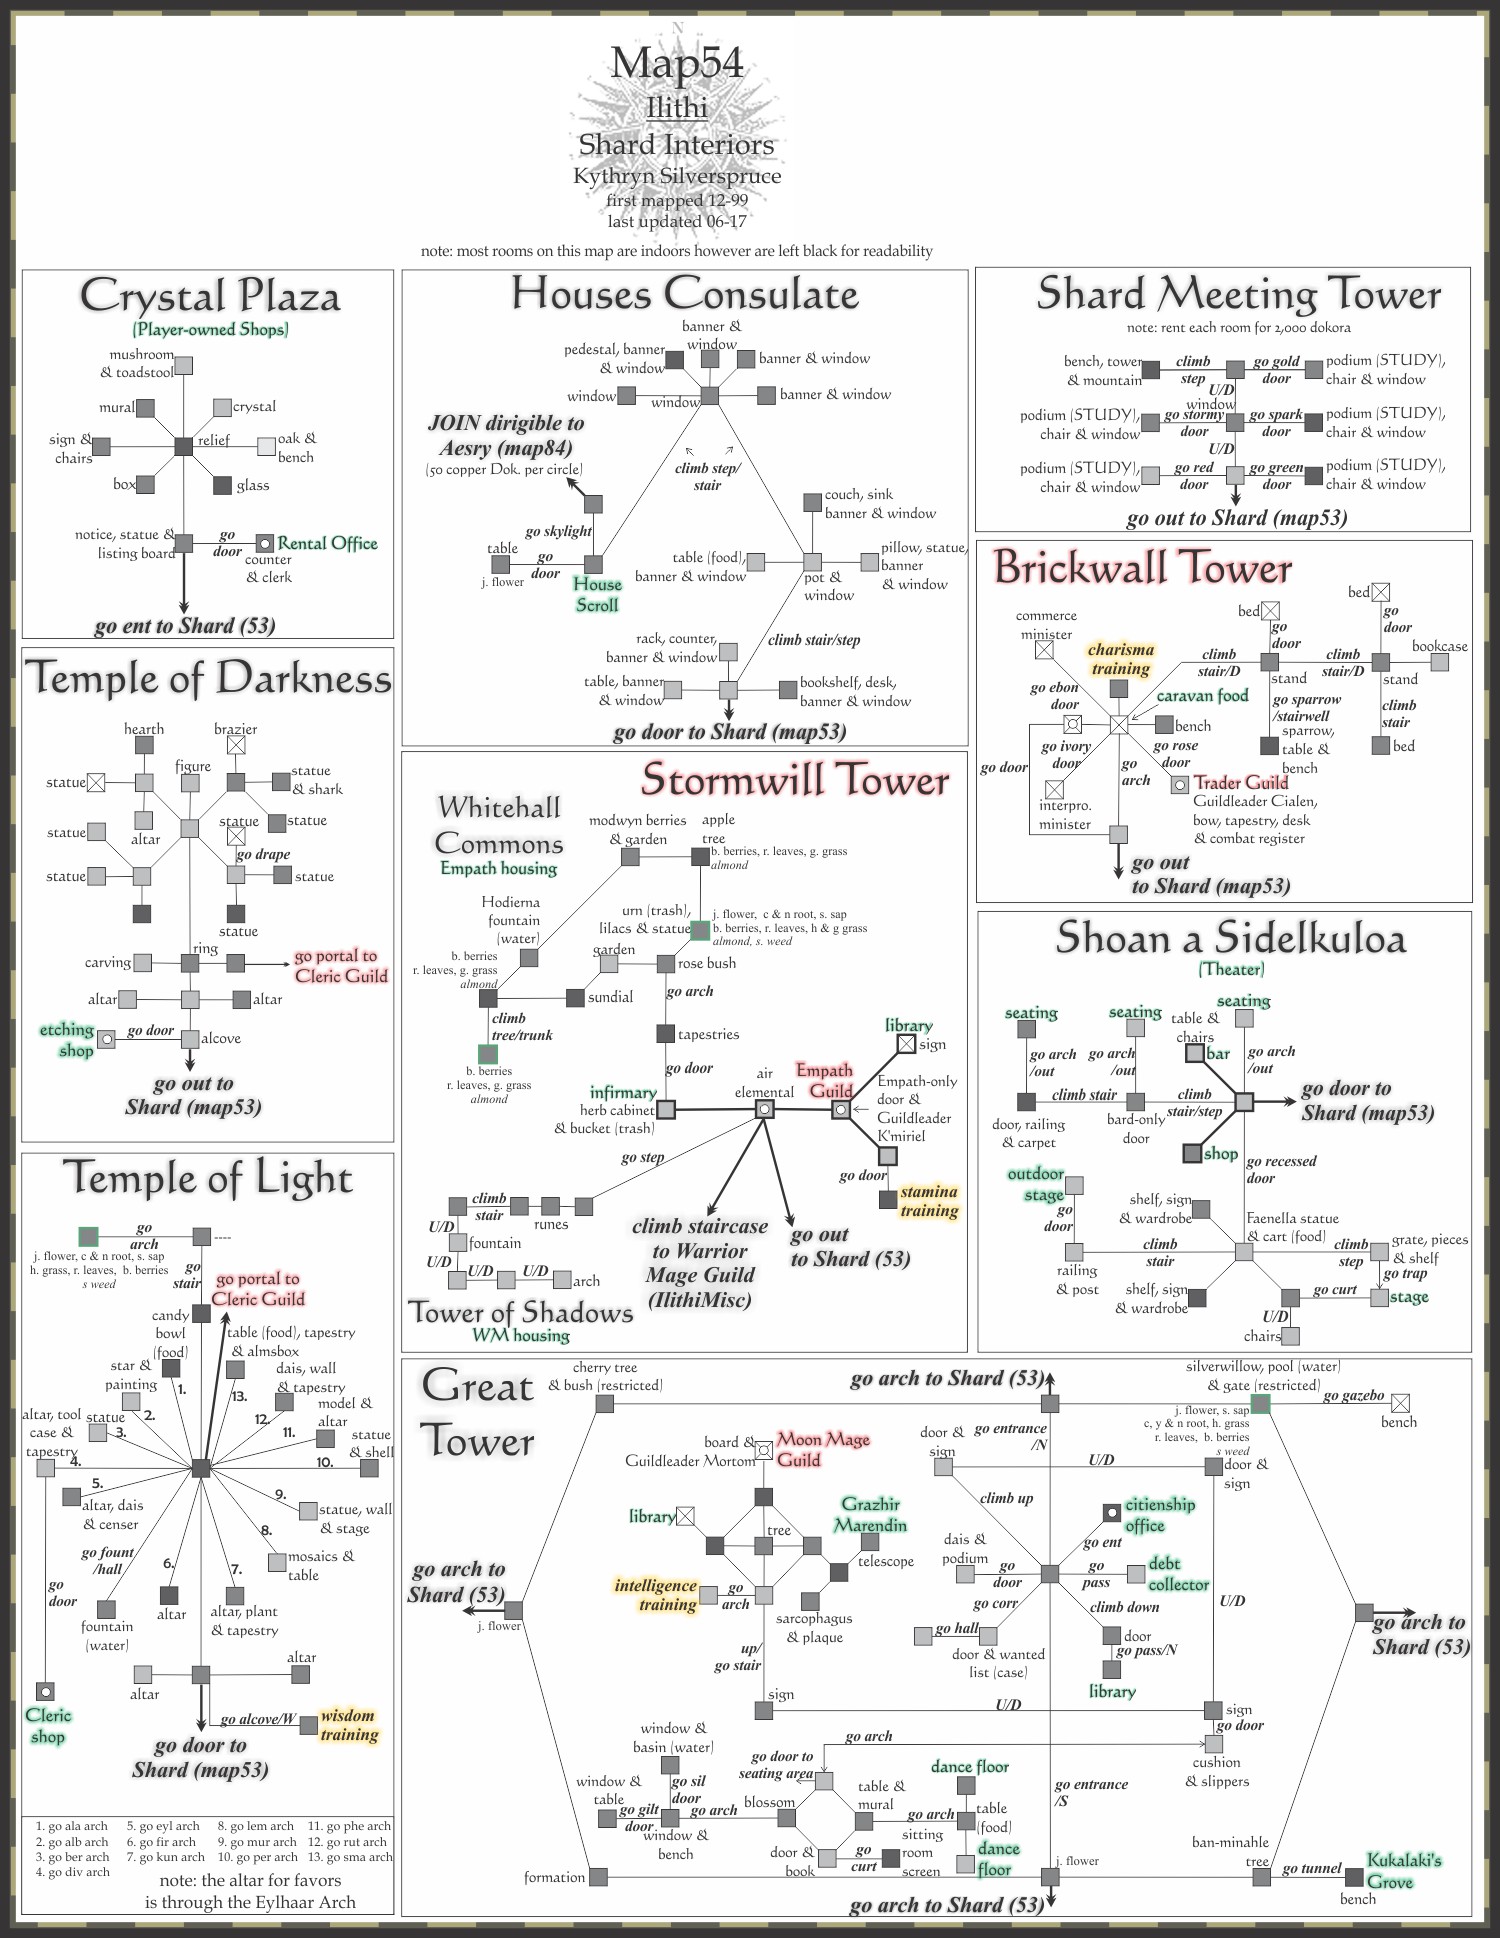 N
Map54
Ilithi
Shard Interiors
Kythryn Silverspruce
first mapped 12-99
last updated 06-17
note: most rooms on this map are indoors however are left black for readability
Crystal Plaza
(Player-owned Shops)
mushroom
& toadstool
mural
crystal
sign &
chairs
relief
oak &
bench
box
glass
notice, statue &
listing board
go
door
Rental Office
counter
& clerk
go ent to Shard (53)
Houses Consulate
banner &
window
pedestal, banner
& window
banner & window
window
window
banner & window
JOIN dirigible to
Aesry (map84)
(50 copper Dok. per circle)
climb step/
stair
couch, sink
banner & window
go skylight
table
j. flower
go
door
House
Scroll
table (food),
banner & window
pillow, statue,
banner
& window
pot &
window
climb stair/step
rack, counter,
banner & window
table, banner
& window
bookshelf, desk,
banner & window
go door to Shard (map53)
Shard Meeting Tower
note: rent each room for 2,000 dokora
bench, tower
& mountain
climb
step
go gold
door
podium (STUDY),
chair & window
U/D
window
podium (STUDY),
chair & window
go stormy
door
go spark
door
podium (STUDY),
chair & window
U/D
podium (STUDY),
chair & window
go red
door
go green
door
podium (STUDY),
chair & window
go out to Shard (map53)
Brickwall Tower
commerce
minister
charisma
training
caravan food
bed
go
door
bed
go
door
bookcase
climb
stair/D
climb
stair/D
stand
stand
go ebon
door
go sparrow
/stairwell
sparrow,
table &
bench
climb
stair
bed
bench
go ivory
door
go rose
door
go door
go
arch
interpro.
minister
Trader Guild
Guildleader Cialen,
bow, tapestry, desk
& combat register
go out
to Shard (map53)
Temple of Darkness
hearth
brazier
figure
statue
statue
& shark
altar
statue
statue
statue
go drape
statue
statue
statue
ring
carving
go portal to
Cleric Guild
altar
altar
etching
shop
go door
alcove
go out to
Shard (map53)
Stormwill Tower
Whitehall
Commons
Empath housing
modwyn berries
& garden
apple
tree
b. berries, r. leaves, g. grass
almond
Hodierna
fountain
(water)
urn (trash),
lilacs & statue
j. flower, c & n root, s. sap
b. berries, r. leaves, h & g grass
almond, s. weed
b. berries
r. leaves, g. grass
almond
garden
rose bush
sundial
go arch
climb
tree/trunk
b. berries
r. leaves, g. grass
almond
tapestries
go door
infirmary
herb cabinet
& bucket (trash)
air
elemental
Empath
Guild
library
sign
Empath-only
door &
Guildleader
K'miriel
go door
stamina
training
go step
climb
stair
runes
U/D
fountain
U/D
U/D
U/D
arch
Tower of Shadows
WM housing
climb staircase
to Warrior
Mage Guild
(IlithiMisc)
go out
to Shard (53)
Shoan a Sidelkuloa
(Theater)
seating
seating
seating
table &
chairs
bar
go arch
/out
go arch
/out
go arch
/out
climb stair
climb
stair/step
go door to
Shard (map53)
door, railing
& carpet
bard-only
door
shop
go recessed
door
outdoor
stage
go
door
shelf, sign
& wardrobe
Faenella statue
& cart (food)
climb
stair
climb
step
grate, pieces
& shelf
railing
& post
go trap
shelf, sign
& wardrobe
go curt
stage
U/D
chairs
Temple of Light
go
arch
----
j. flower, c & n root, s. sap
h. grass, r. leaves, b. berries
s weed
go
stair
go portal to
Cleric Guild
candy
bowl
(food)
table (food), tapestry
& almsbox
star &
painting
dais, wall
& tapestry
model &
altar
altar, tool
case &
tapestry
statue
statue
& shell
1.
2.
3.
4.
5.
6.
7.
8.
9.
10.
11.
12.
13.
altar, dais
& censer
statue, wall
& stage
mosaics &
table
go fount
/hall
go
door
fountain
(water)
altar
altar, plant
& tapestry
altar
altar
Cleric
shop
go alcove/W
wisdom
training
go door to
Shard (map53)
1. go ala arch
5. go eyl arch
8. go lem arch
11. go phe arch
2. go alb arch
6. go fir arch
9. go mur arch
12. go rut arch
3. go ber arch
7. go kun arch
10. go per arch
13. go sma arch
4. go div arch
note: the altar for favors
is through the Eylhaar Arch
Great
Tower
cherry tree
& bush (restricted)
go arch to Shard (53)
silverwillow, pool (water)
& gate (restricted)
go gazebo
bench
j. flower, s. sap
c, y & n root, h. grass
r. leaves, b. berries
s weed
go entrance
/N
board &
Guildleader Mortom
Moon Mage
Guild
door &
sign
U/D
door &
sign
climb up
library
tree
Grazhir
Marendin
telescope
citienship
office
go ent
dais &
podium
go
door
go
pass
debt
collector
go arch to
Shard (53)
j. flower
intelligence
training
go
arch
sarcophagus
& plaque
go corr
climb down
U/D
go hall
door & wanted
list (case)
door
go pass/N
library
go arch to
Shard (53)
up/
go stair
sign
U/D
sign
go door
go arch
cushion
& slippers
window &
basin (water)
go door to
seating area
dance floor
go entrance
/S
window &
table
go sil
door
go gilt
door
go arch
blossom
table &
mural
go arch
sitting
table
(food)
window &
bench
door &
book
go
curt
room
screen
dance
floor
formation
j. flower
ban-minable
tree
go tunnel
Kukalaki's
Grove
bench
go arch to Shard (53)